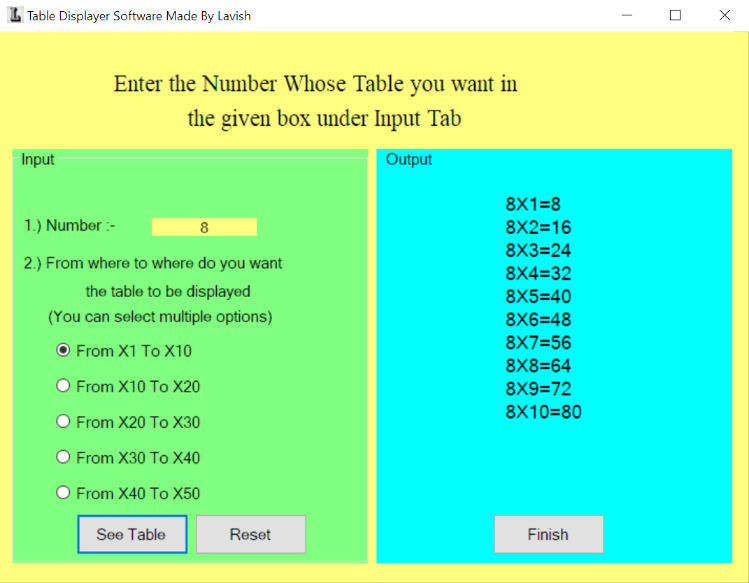 Table Displayer Software Made By Lavish
Enter the Number Whose Table you want in
the given box under Input Tab
Input
1.) Number :-
8
2.) From where to where do you want
the table to be displayed
(You can select multiple options)
From X1 To X10
From X10 To X20
From X20 To X30
From X30 To X40
From X40 To X50
See Table
Reset
Output
8X1=8
8X2=16
8X3=24
8X4=32
8X5=40
8X6=48
8X7=56
8X8=64
8X9=72
8X10=80
Finish